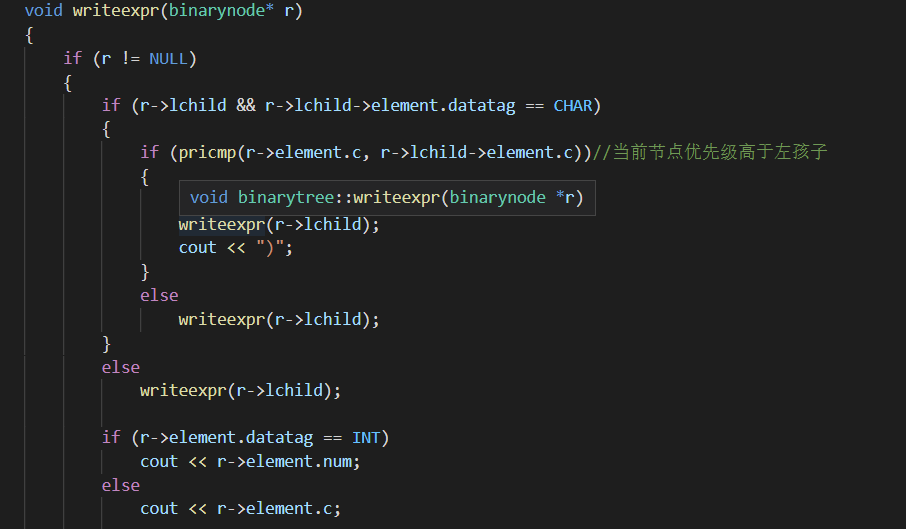 void writeexpr(binarynode* r)
{
if (r != NULL)
{
if (r->lchild && r->lchild->element.datatag == CHAR)
{
if (pricmp(r->element.c, r->lchild->element.c))//当前节点优先级高于左孩子
{
void binarytree::writeexpr(binarynode *r)
writeexpr(r->lchild);
cout << ")";
}
else
writeexpr(r->lchild);
}
else
writeexpr(r->lchild);
if (r->element.datatag == INT)
cout << r->element.num;
else
cout << r->element.c;